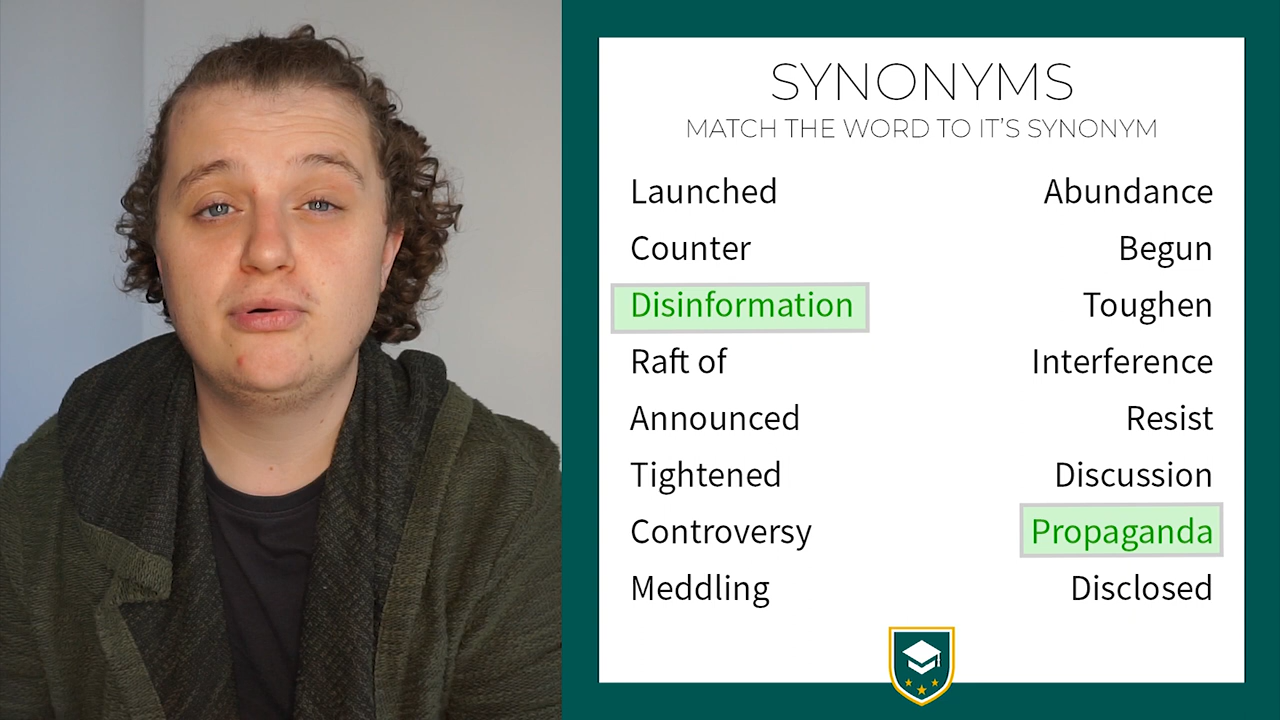 SYNONYMS
MATCH THE WORD TO IT'S SYNONYM
Launched Abundance
Counter Begun
Disinformation Toughen
Raft of Interference
Announced Resist
Tightened Discussion
Controversy Propaganda
Meddling Disclosed